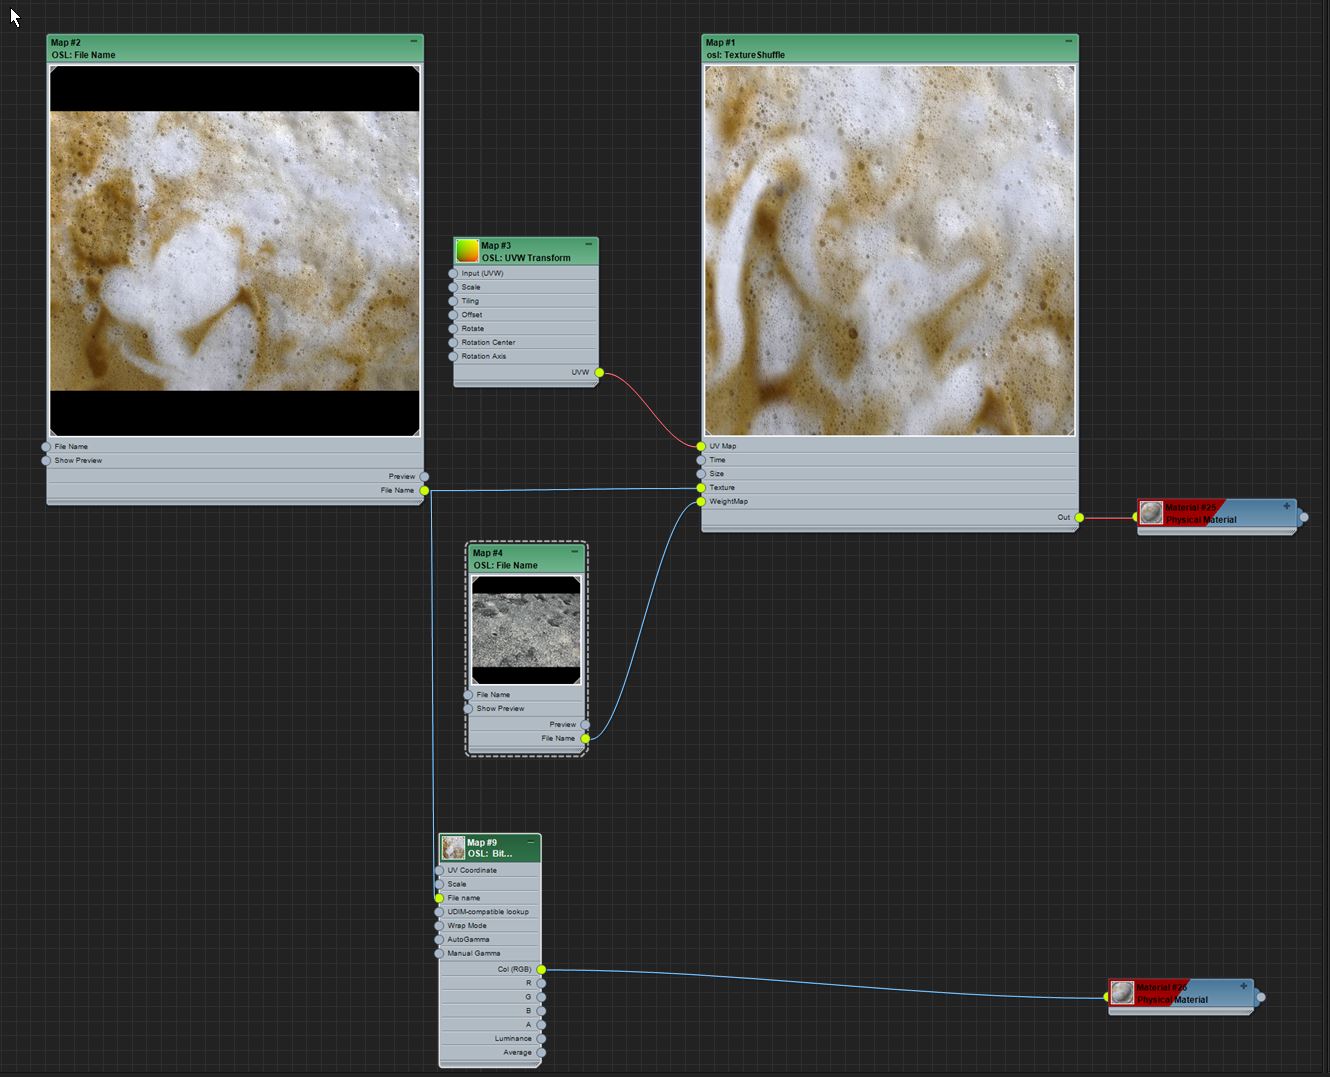 Map #2
OSL: File Name
File Name
Show Preview
Preview
File Name
Map #3
OSL: UVW Transform
Input (UVW)
Scale
Tiling
Offset
Rotate
Rotation Center
Rotation Axis
UVW
Map #1
osl: TextureShuffle
UV Map
Time
Size
Texture
WeightMap
Out
Material #25
Physical Material
Map #4
OSL: File Name
File Name
Show Preview
Preview
File Name
Map #9
OSL: Bit...
UV Coordinate
Scale
File name
UDIM-compatible lookup
Wrap Mode
AutoGamma
Manual Gamma
Col (RGB)
R
G
B
A
Luminance
Average
Material #26
Physical Material